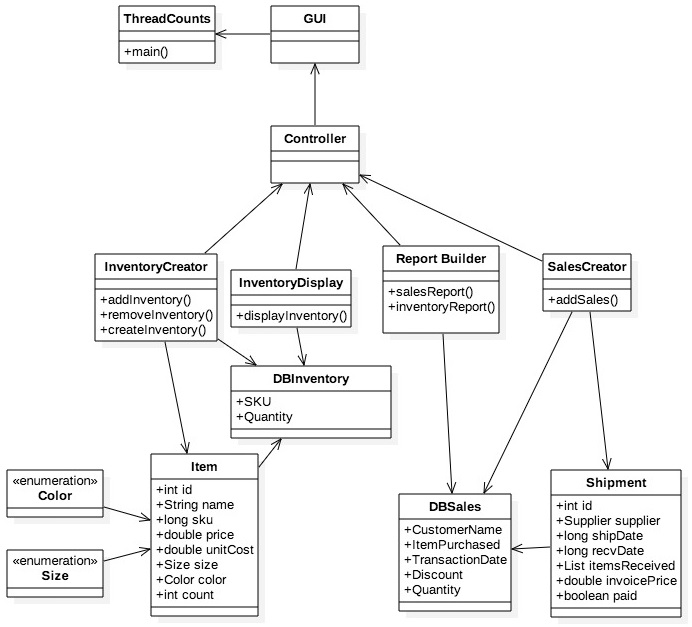 ThreadCounts
+main()
GUI
Controller
InventoryCreator
+addInventory()
+removeInventory()
+createInventory()
InventoryDisplay
+displayInventory()
Report Builder
+salesReport()
+inventoryReport()
SalesCreator
+addSales()
DBInventory
+SKU
+Quantity
«enumeration»
Color
«enumeration»
Size
Item
+int id
+String name
+long sku
+double price
+double unitCost
+Size size
+Color color
+int count
DBSales
+CustomerName
+ItemPurchased
+TransactionDate
+Discount
+Quantity
Shipment
+int id
+Supplier supplier
+long shipDate
+long recvDate
+List itemsReceived
+double invoicePrice
+boolean paid